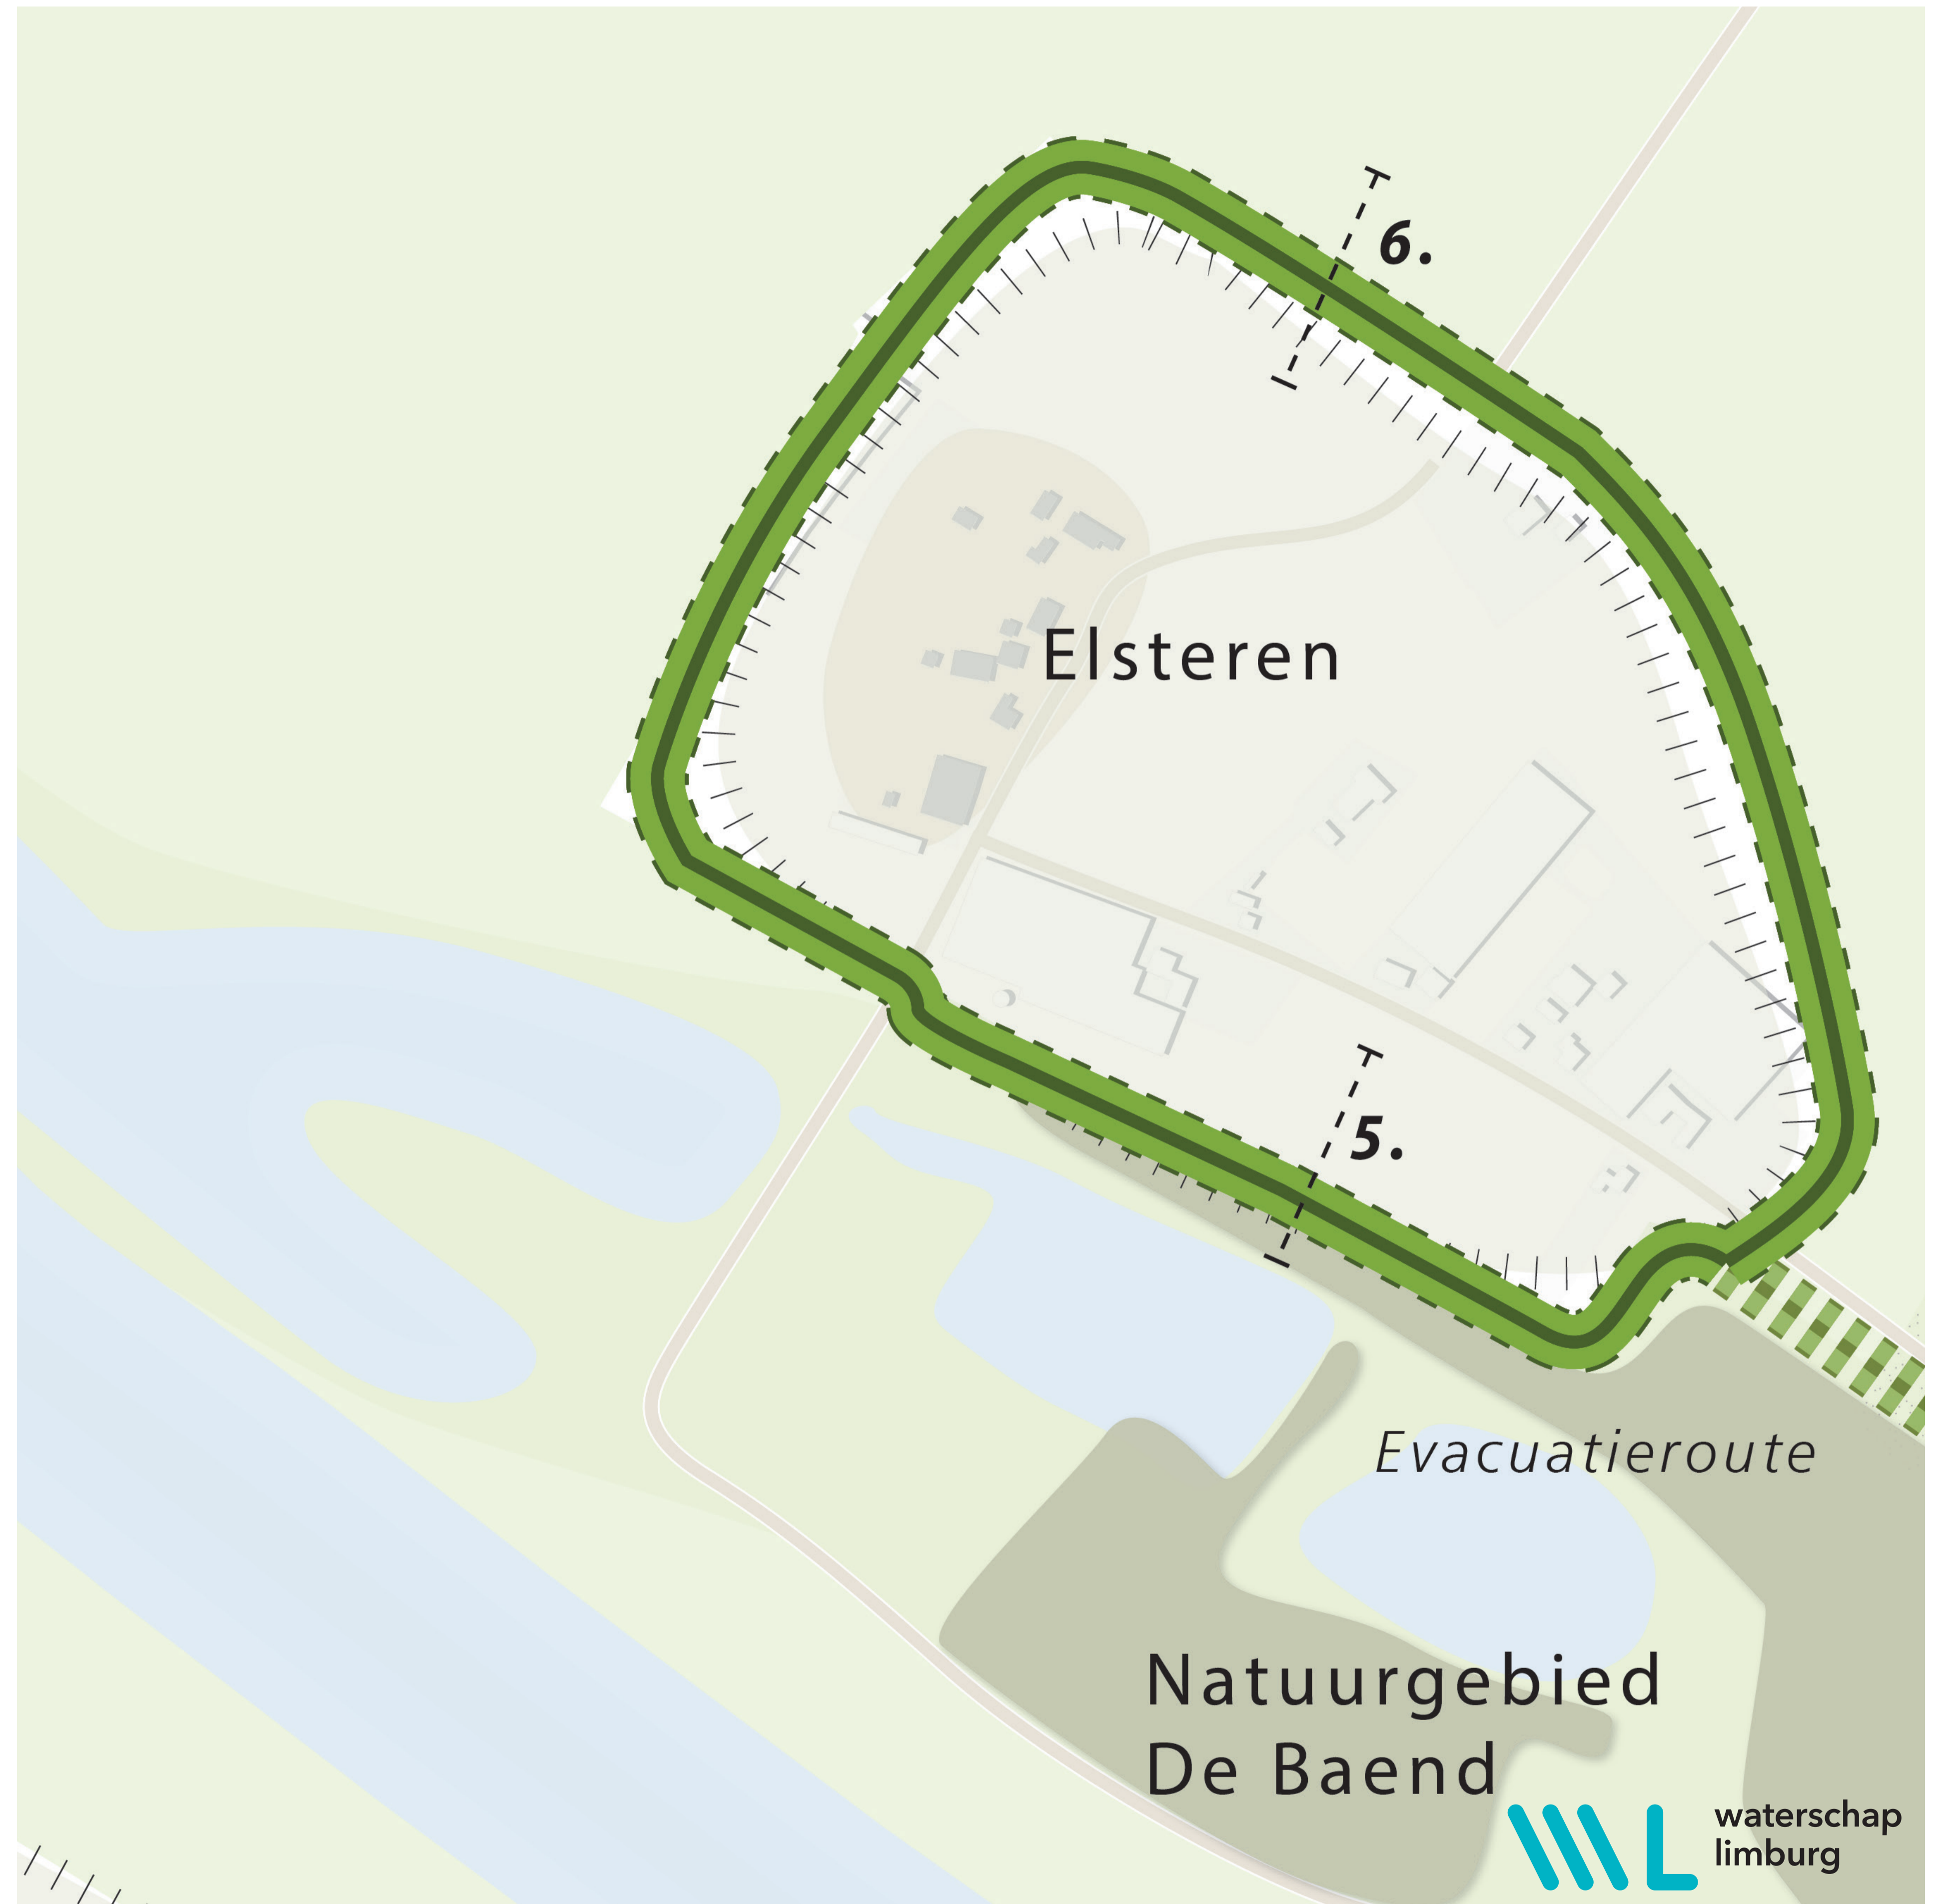 6.
Elsteren
5.
Evacuatieroute
Natuurgebied
De Baend
waterschap
limburg